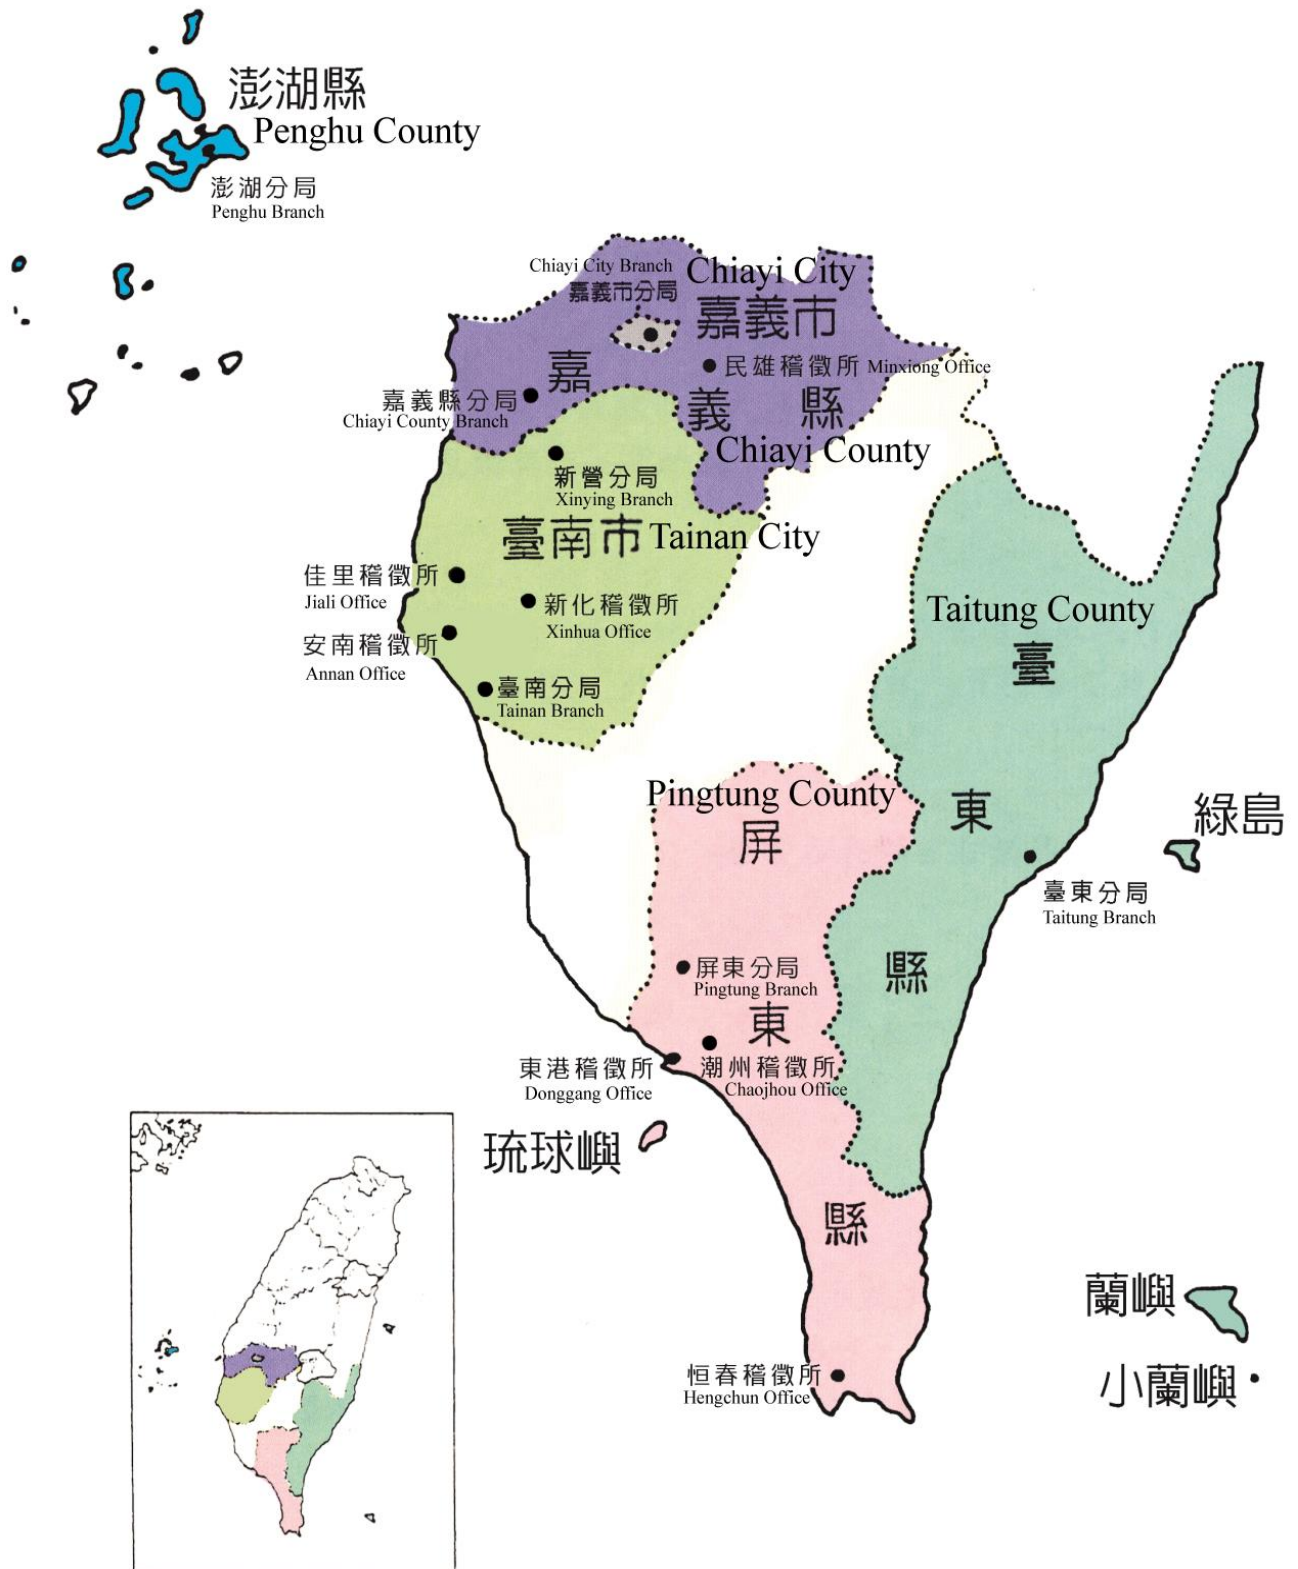 澎湖縣
Penghu County
澎湖分局
Penghu Branch
Chiayi City Branch
嘉義市分局
Chiayi City
嘉義市
民雄稽徵所 Minxiong Office
嘉義縣
嘉義縣分局
Chiayi County Branch
Chiayi County
新營分局
Xinying Branch
臺南市 Tainan City
佳里稽徵所
Jiali Office
新化稽徵所
Xinhua Office
安南稽徵所
Annan Office
臺南分局
Tainan Branch
Taitung County
臺東縣
Pingtung County
屏東縣
綠島
臺東分局
Taitung Branch
屏東分局
Pingtung Branch
東港稽徵所
Donggang Office
潮州稽徵所
Chaojhou Office
琉球嶼
蘭嶼
小蘭嶼
恒春稽徵所
Hengchun Office